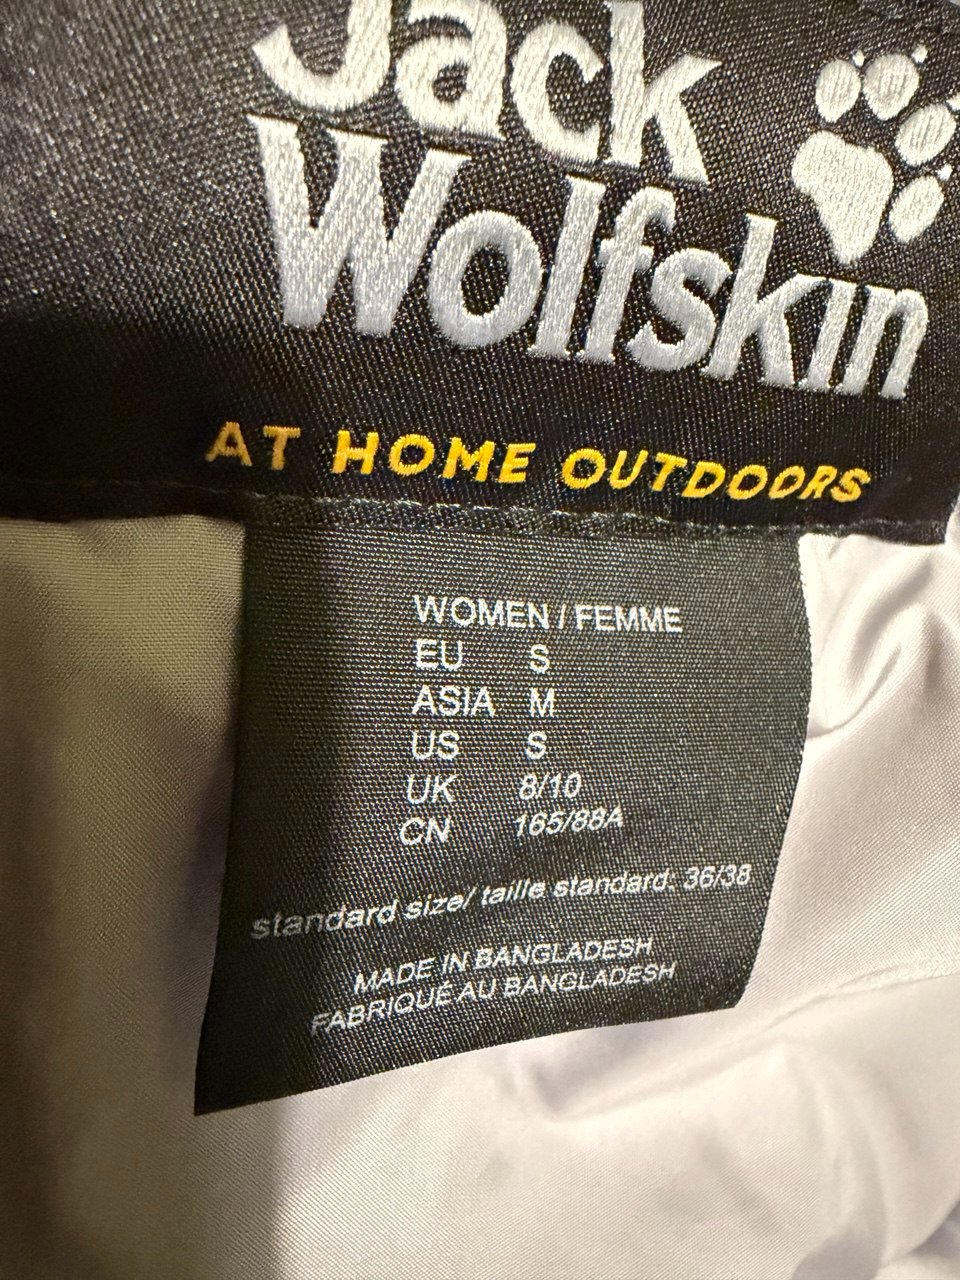 Jack
Wolfskin
AT HOME OUTDOORS
WOMEN / FEMME
EU S
ASIA M
US S
UK 8/10
CN 165/88A
standard size/ taille standard: 36/38
MADE IN BANGLADESH
FABRIQUÉ AU BANGLADESH